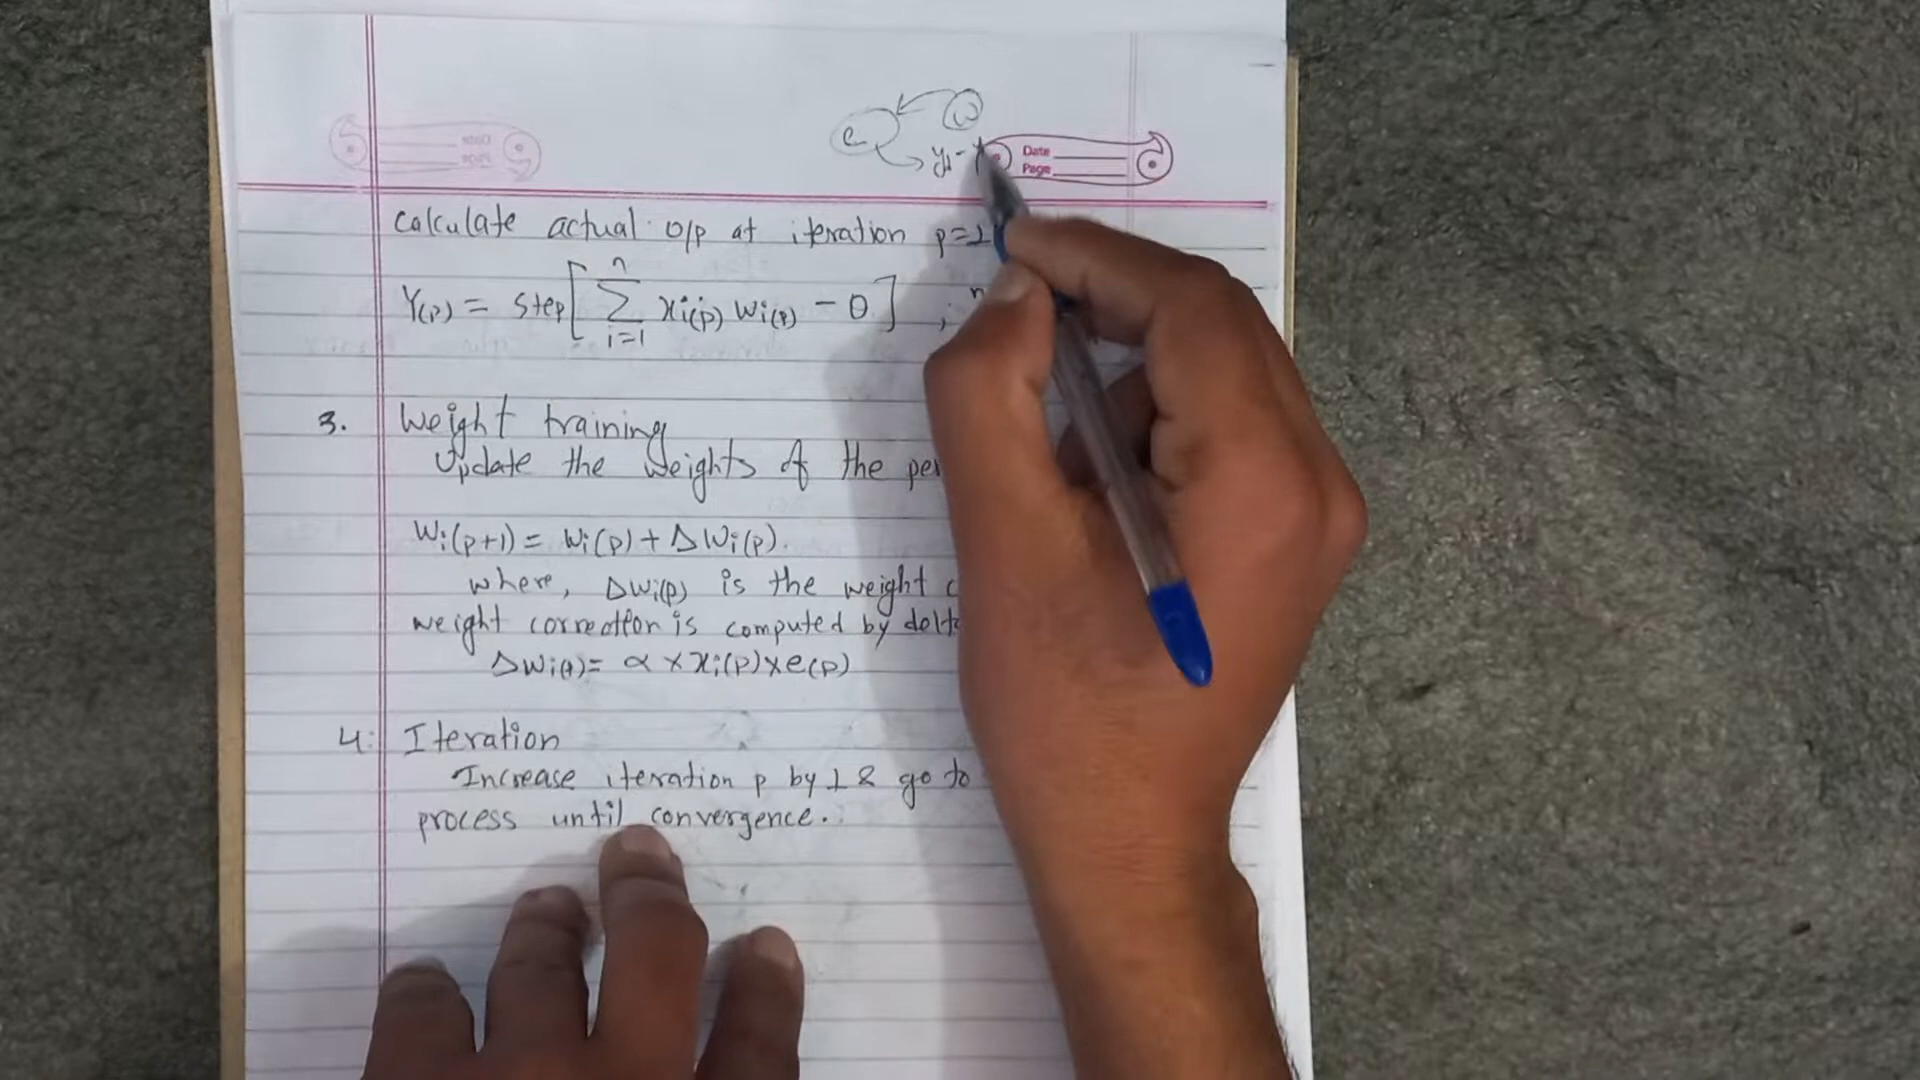 e
w
y1 -
Date
Page
Calculate actual o/p at iteration p=1
Y(p) = Step[ n∑i=1 xi(p) wi(p) - θ ] ; n
3. Weight training
Update the weights of the per
wi(p+1) = wi(p) + Δwi(p).
where, Δwi(p) is the weight c
weight correction is computed by delta
Δwi(p) = α × xi(p) × e(p)
4. Iteration
Increase iteration p by 1 & go to
process until convergence.